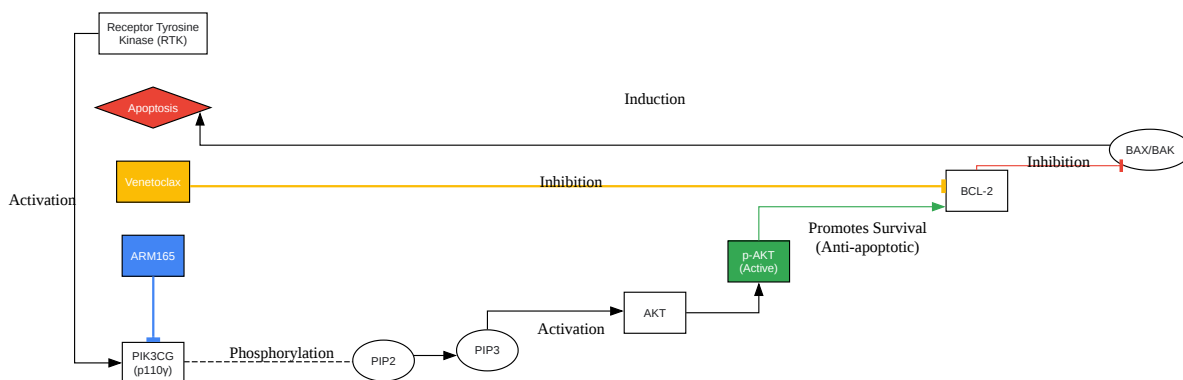 Receptor Tyrosine
Kinase (RTK)
Apoptosis
Induction
BAX/BAK
Inhibition
Venetoclax
Inhibition
BCL-2
Activation
Promotes Survival
(Anti-apoptotic)
ARM165
p-AKT
(Active)
AKT
Activation
PIP3
Phosphorylation
PIP2
PIK3CG
(p110γ)